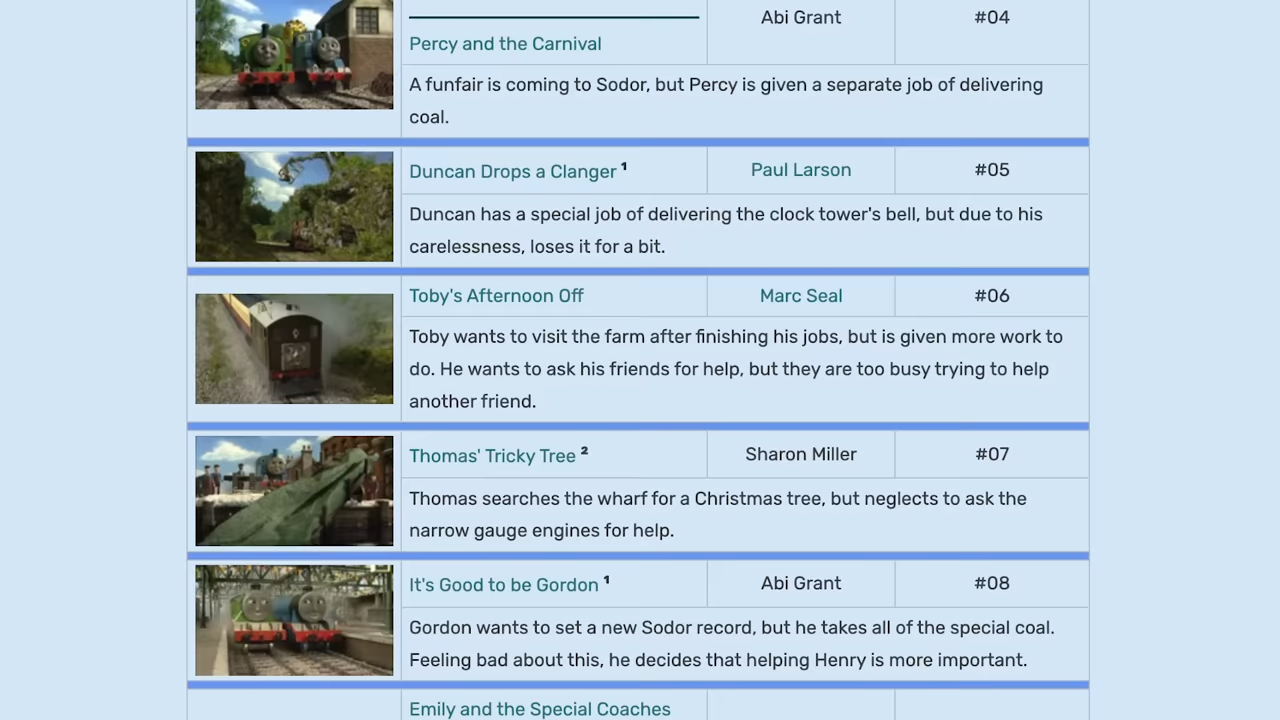 Abi Grant
#04
Percy and the Carnival
A funfair is coming to Sodor, but Percy is given a separate job of delivering
coal.
Duncan Drops a Clanger ¹
Paul Larson
#05
Duncan has a special job of delivering the clock tower's bell, but due to his
carelessness, loses it for a bit.
Toby's Afternoon Off
Marc Seal
#06
Toby wants to visit the farm after finishing his jobs, but is given more work to
do. He wants to ask his friends for help, but they are too busy trying to help
another friend.
Thomas' Tricky Tree ²
Sharon Miller
#07
Thomas searches the wharf for a Christmas tree, but neglects to ask the
narrow gauge engines for help.
It's Good to be Gordon ¹
Abi Grant
#08
Gordon wants to set a new Sodor record, but he takes all of the special coal.
Feeling bad about this, he decides that helping Henry is more important.
Emily and the Special Coaches